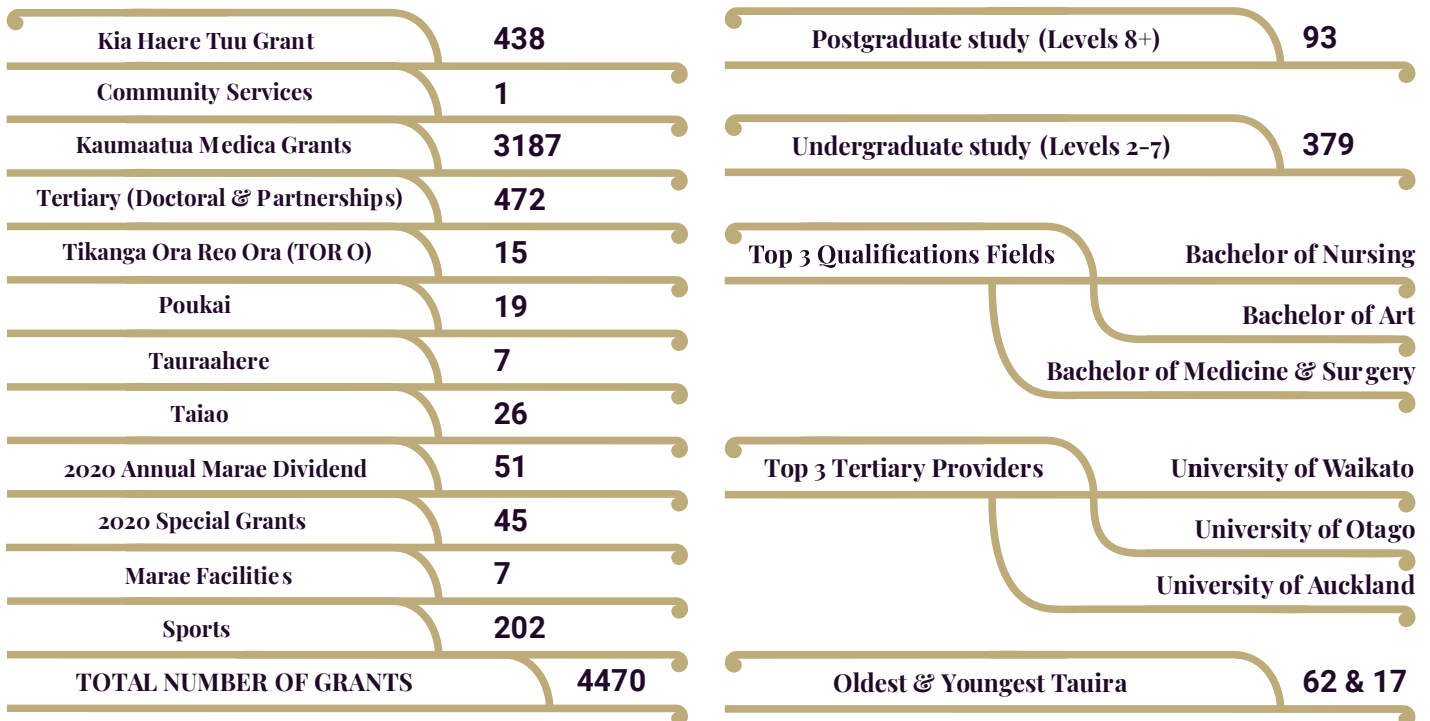 Kia Haere Tuu Grant 438
Community Services 1
Kaumaatua Medica Grants 3187
Tertiary (Doctoral & Partnerships) 472
Tikanga Ora Reo Ora (TOR O) 15
Poukai 19
Tauraahere 7
Taiao 26
2020 Annual Marae Dividend 51
2020 Special Grants 45
Marae Facilities 7
Sports 202
TOTAL NUMBER OF GRANTS 4470
Postgraduate study (Levels 8+) 93
Undergraduate study (Levels 2-7) 379
Top 3 Qualifications Fields Bachelor of Nursing
Bachelor of Art
Bachelor of Medicine & Surgery
Top 3 Tertiary Providers University of Waikato
University of Otago
University of Auckland
Oldest & Youngest Tauira 62 & 17